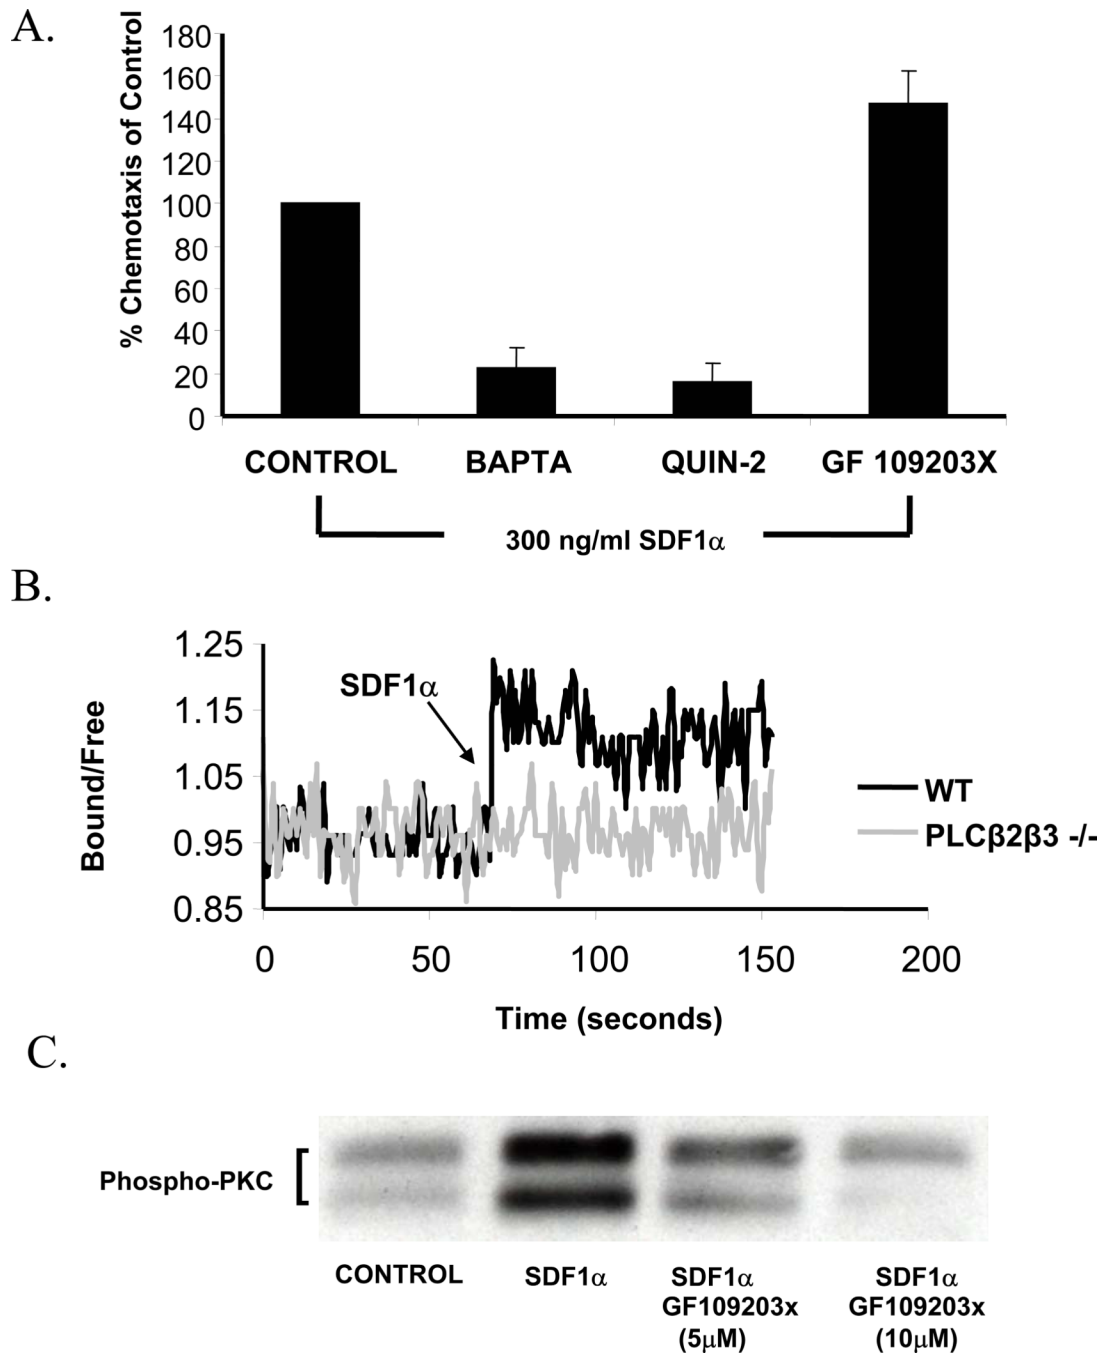 A.
% Chemotaxis of Control
180
160
140
120
100
80
60
40
20
0
CONTROL BAPTA QUIN-2 GF 109203X
300 ng/ml SDF1α
B.
Bound/Free
1.25
1.15
1.05
0.95
0.85
SDF1α
WT
PLCβ2β3 -/-
0 50 100 150 200
Time (seconds)
C.
Phospho-PKC
CONTROL SDF1α SDF1α SDF1α
GF109203x GF109203x
(5μM) (10μM)